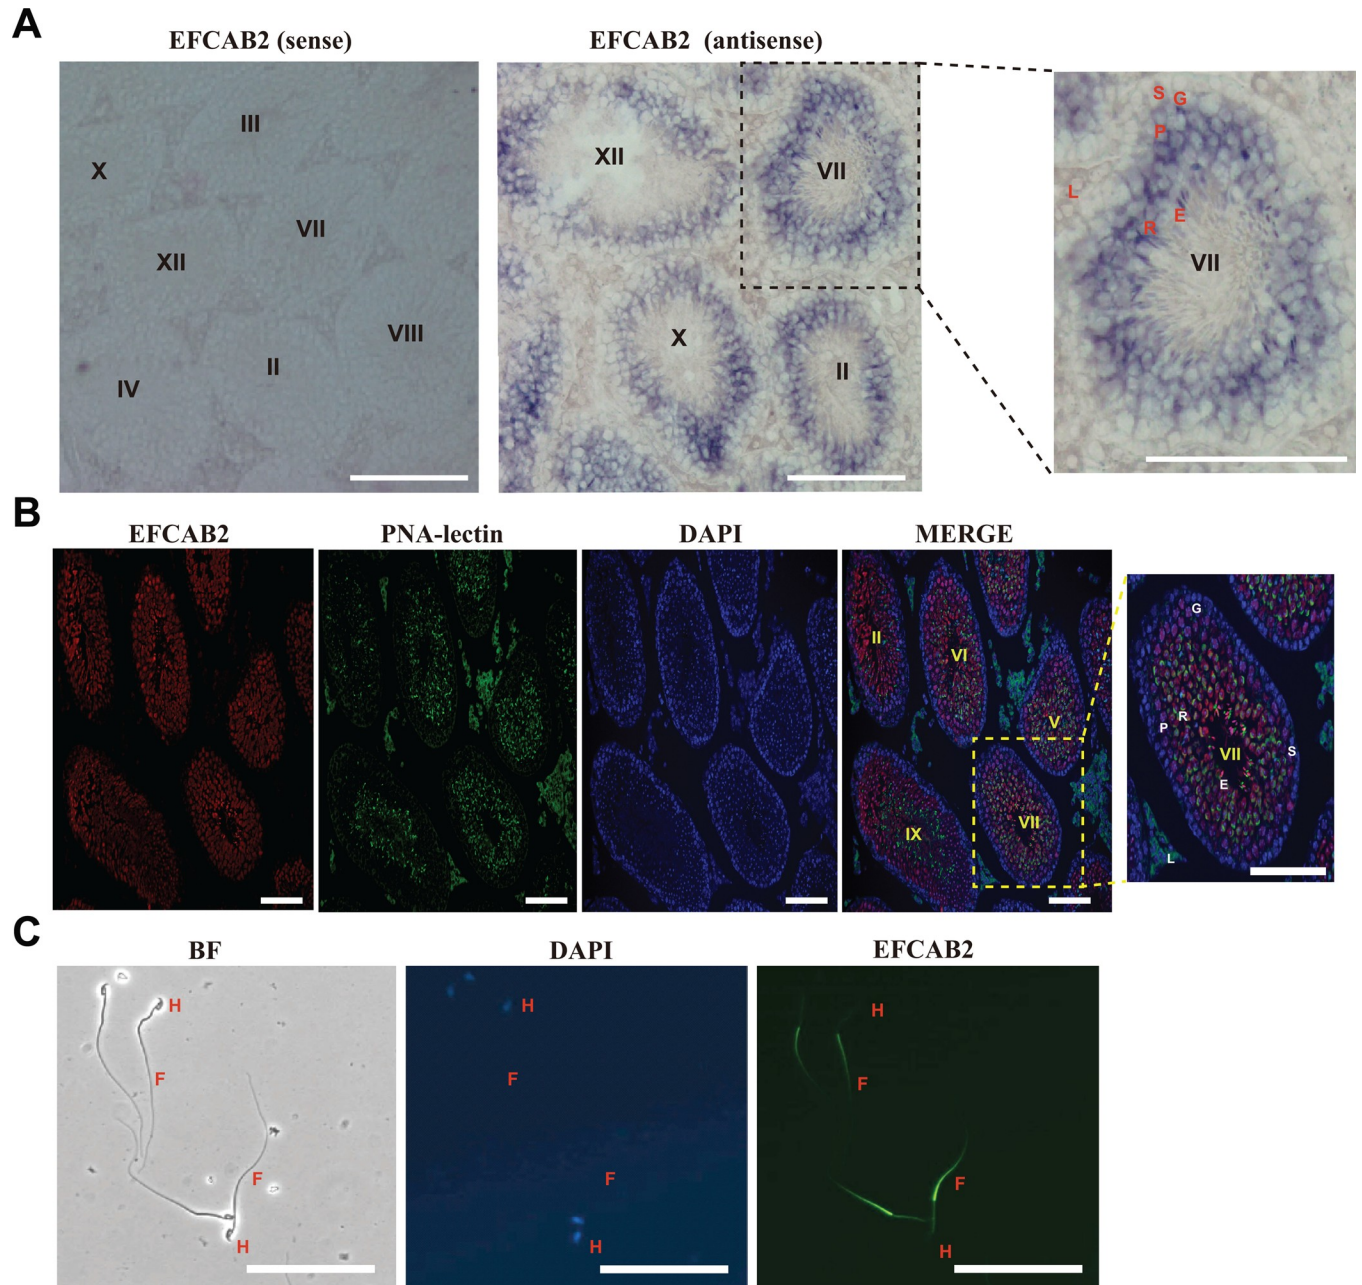 A
EFCAB2 (sense)
EFCAB2 (antisense)
III
X
VII
XII
VIII
II
IV
XII
VII
X
II
S
G
P
L
E
R
VII
B
EFCAB2
PNA-lectin
DAPI
MERGE
II
VI
V
IX
VII
G
R
P
VII
S
E
L
C
BF
DAPI
EFCAB2
H
F
F
H
H
F
F
H
H
F
F
H